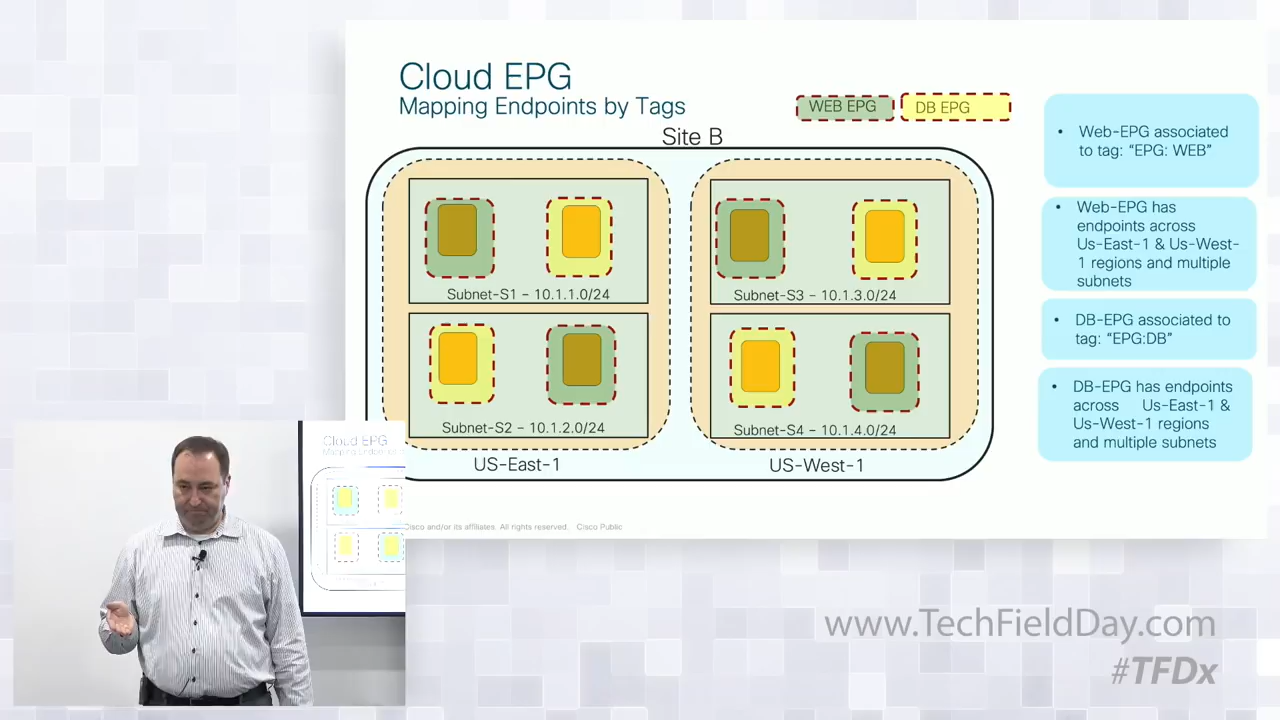 Cloud EPG
Mapping Endpoints by Tags
WEB EPG
DB EPG
Site B
Subnet-S1 – 10.1.1.0/24
Subnet-S3 – 10.1.3.0/24
Subnet-S2 – 10.1.2.0/24
Subnet-S4 – 10.1.4.0/24
US-East-1
US-West-1
• Web-EPG associated
to tag: “EPG: WEB”
• Web-EPG has
endpoints across
Us-East-1 & Us-West-
1 regions and multiple
subnets
• DB-EPG associated to
tag: “EPG:DB”
• DB-EPG has endpoints
across Us-East-1 &
Us-West-1 regions
and multiple subnets
Cisco and/or its affiliates. All rights reserved. Cisco Public
Cloud EPG
Mapping Endpoints
www.TechFieldDay.com
#TFDx